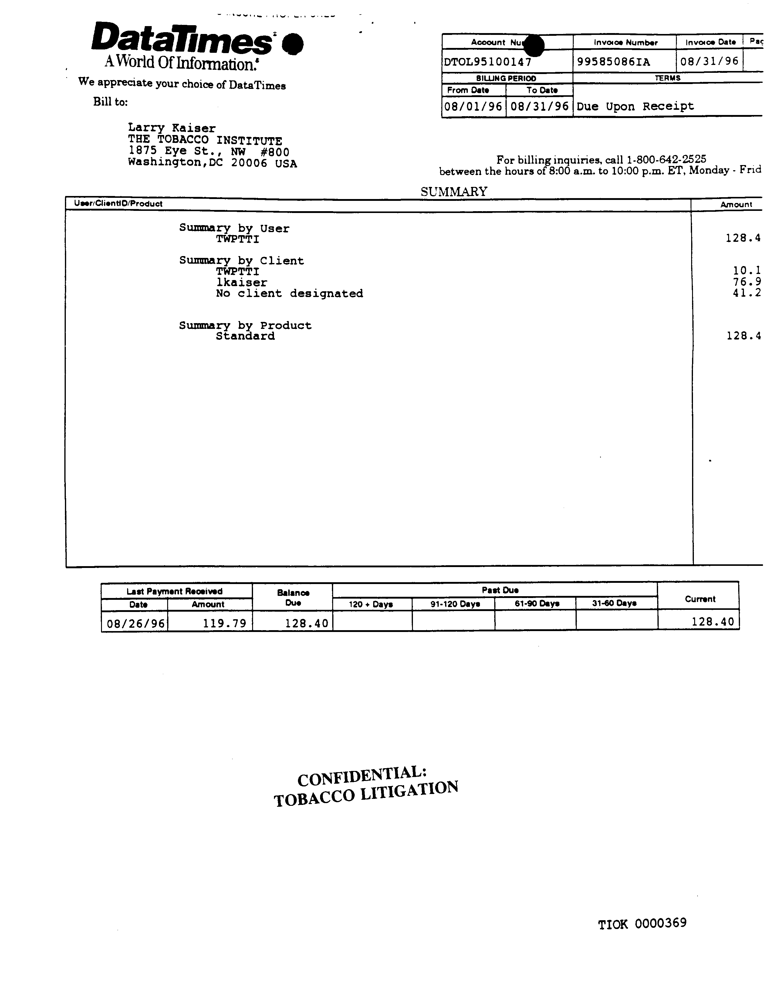 DataTimes
A World Of Information.
We appreciate your choice of DataTimes
Bill to:
Larry Kaiser
THE TOBACCO INSTITUTE
1875 Eye St., NW #800
Washington,DC 20006 USA
Account Nu Invoice Number Invoice Date Pag
DTOL95100147 99585086IA 08/31/96
BILLING PERIOD TERMS
From Date To Date
08/01/96 08/31/96 Due Upon Receipt
For billing inquiries, call 1-800-642-2525
between the hours of 8:00 a.m. to 10:00 p.m. ET, Monday - Frid
SUMMARY
User/ClientID/Product Amount
Summary by User
TWPTTI 128.4
Summary by Client
TWPTTI 10.1
lkaiser 76.9
No client designated 41.2
Summary by Product
Standard 128.4
Last Payment Received Balance Due Past Due Current
Date Amount 120 + Days 91-120 Days 61-90 Days 31-60 Days
08/26/96 119.79 128.40 128.40
CONFIDENTIAL:
TOBACCO LITIGATION
TIOK 0000369